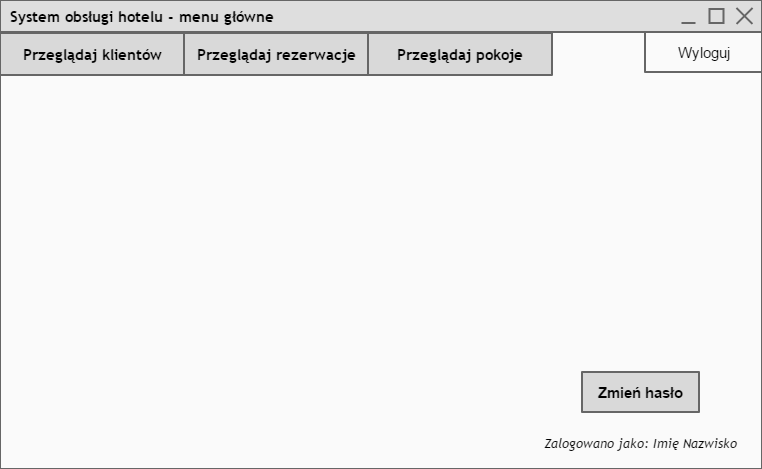 System obsługi hotelu - menu główne
Przeglądaj klientów
Przeglądaj rezerwacje
Przeglądaj pokoje
Wyloguj
Zmień hasło
Zalogowano jako: Imię Nazwisko